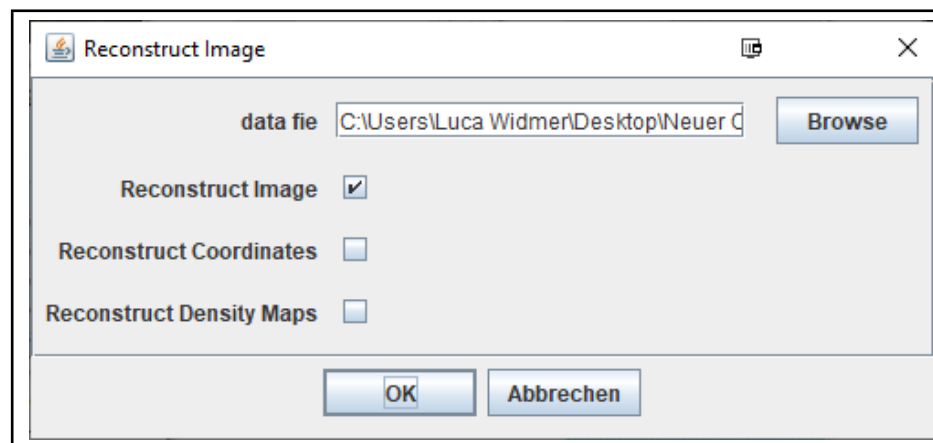 Reconstruct Image
data fie C:\Users\Luca Widmer\Desktop\Neuer Browse
Reconstruct Image
Reconstruct Coordinates
Reconstruct Density Maps
OK Abbrechen